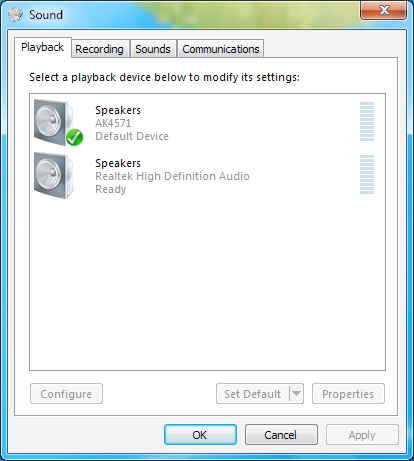 Sound
Playback
Recording
Sounds
Communications
Select a playback device below to modify its settings:
Speakers
AK4571
Default Device
Speakers
Realtek High Definition Audio
Ready
Configure
Set Default
Properties
OK
Cancel
Apply